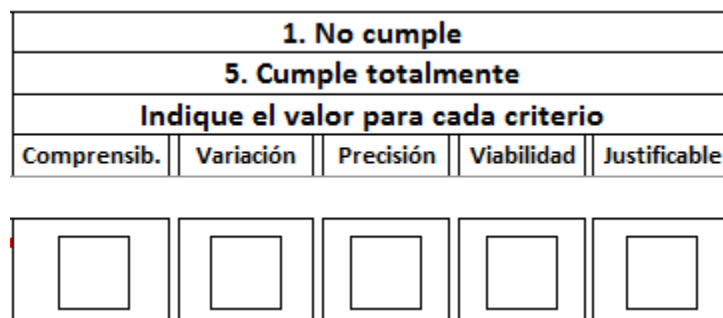 1. No cumple
5. Cumple totalmente
Indique el valor para cada criterio
Comprensib. Variación Precisión Viabilidad Justificable